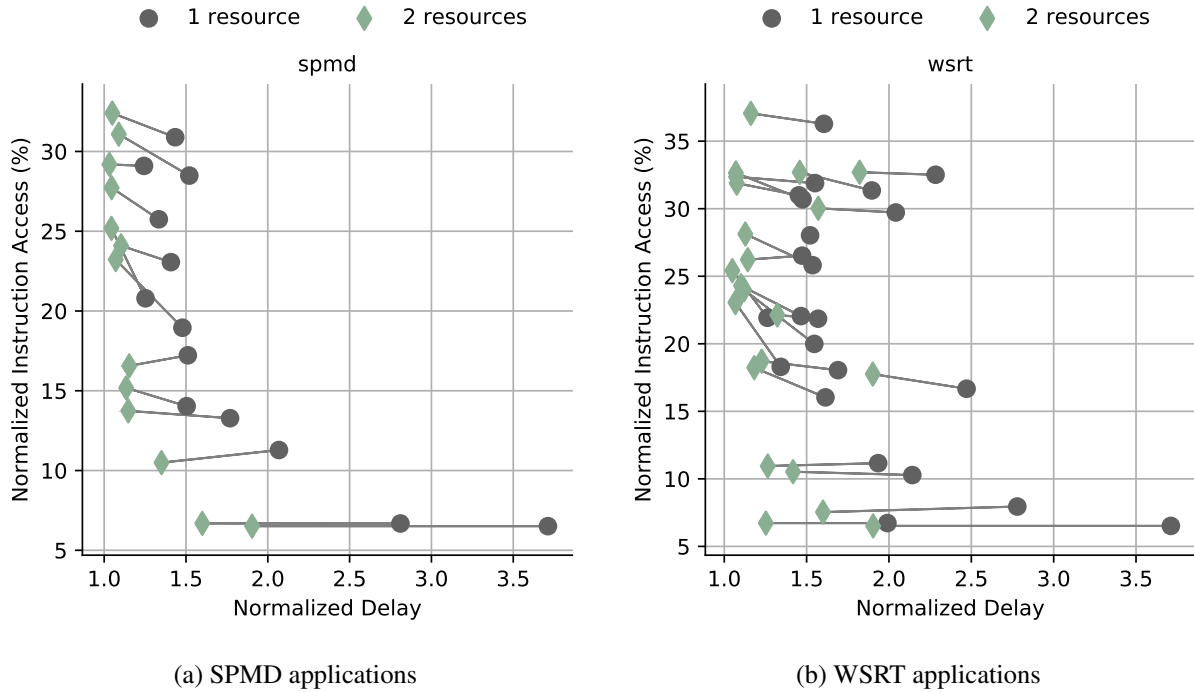 1 resource 2 resources
spmd
Normalized Instruction Access (%)
30
25
20
15
10
5
1.0 1.5 2.0 2.5 3.0 3.5
Normalized Delay
(a) SPMD applications
1 resource 2 resources
wsrt
Normalized Instruction Access (%)
35
30
25
20
15
10
5
1.0 1.5 2.0 2.5 3.0 3.5
Normalized Delay
(b) WSRT applications